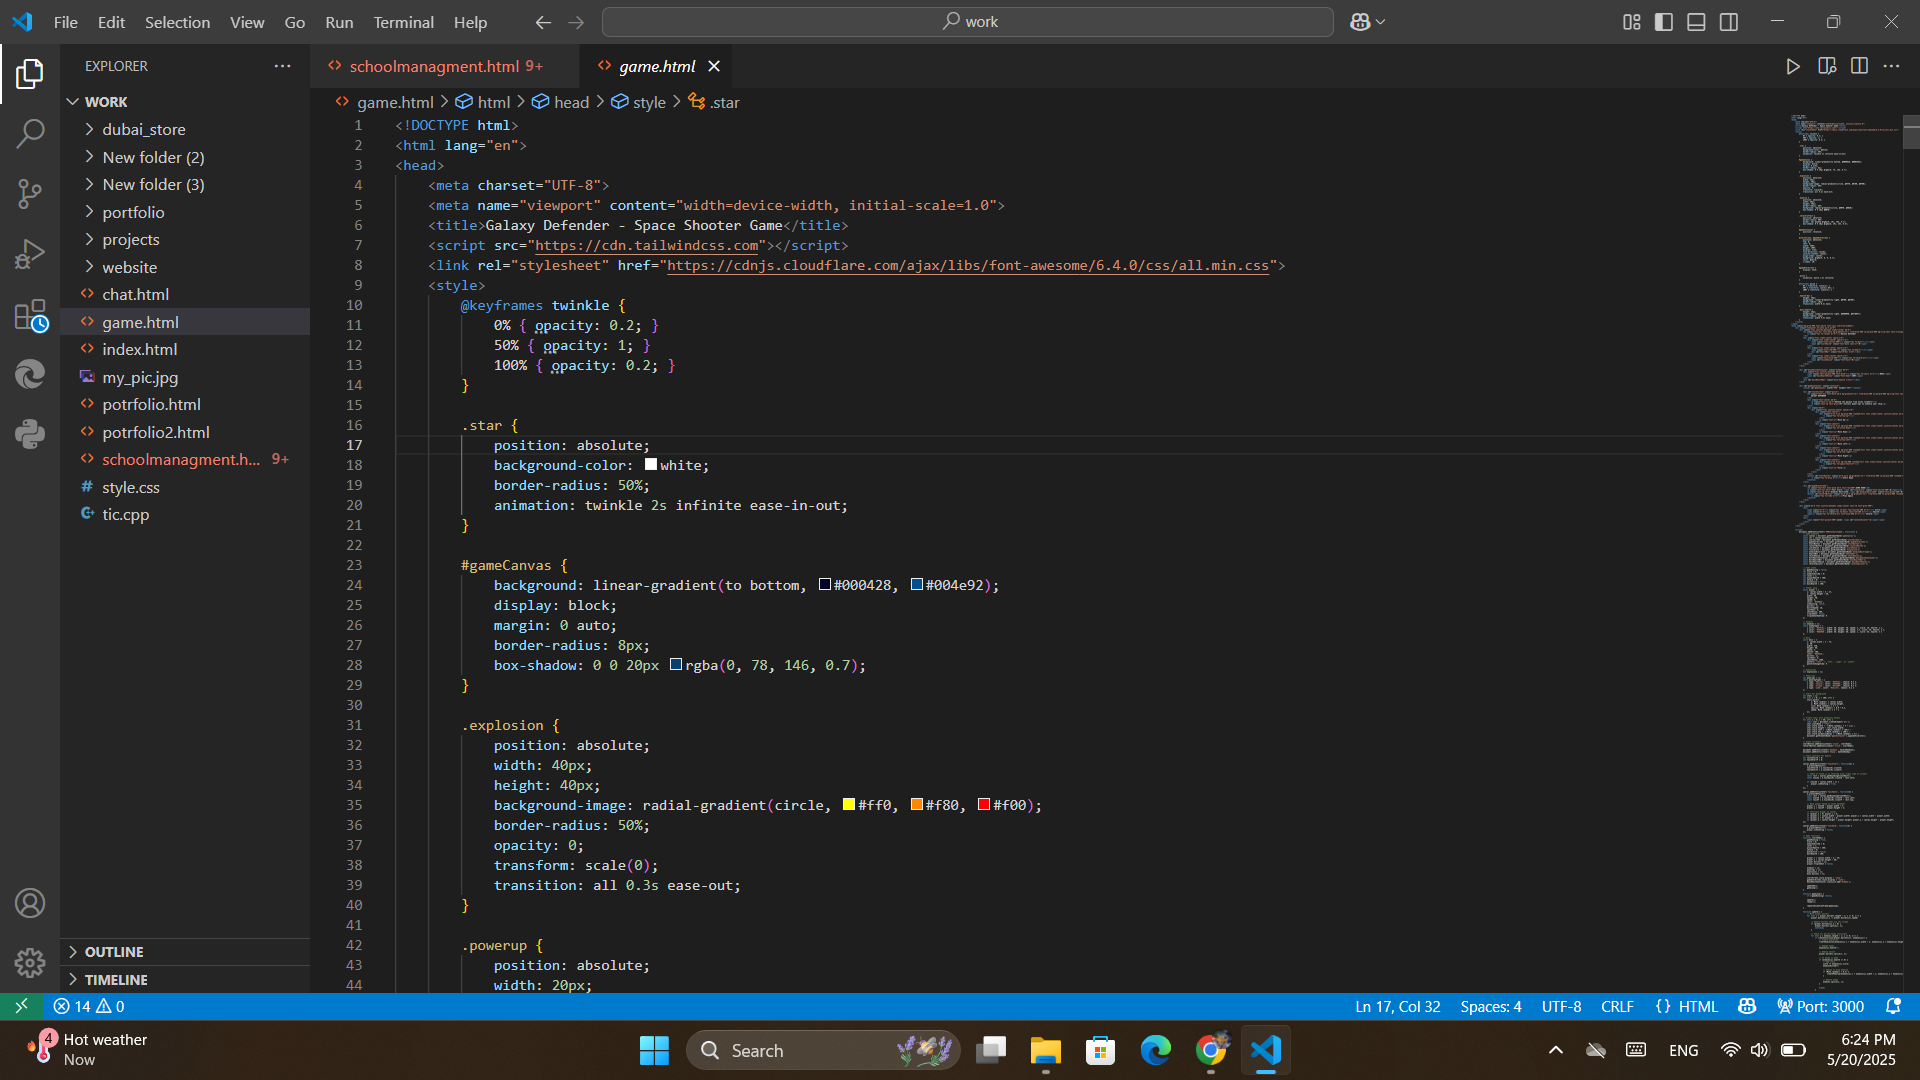 File Edit Selection View Go Run Terminal Help
work
EXPLORER
WORK
dubai_store
New folder (2)
New folder (3)
portfolio
projects
website
chat.html
game.html
index.html
my_pic.jpg
potrfolio.html
potrfolio2.html
schoolmanagment.h... 9+
style.css
tic.cpp
OUTLINE
TIMELINE
schoolmanagment.html 9+
game.html
game.html > html > head > style > .star
1 <!DOCTYPE html>
2 <html lang="en">
3 <head>
4 <meta charset="UTF-8">
5 <meta name="viewport" content="width=device-width, initial-scale=1.0">
6 <title>Galaxy Defender - Space Shooter Game</title>
7 <script src="https://cdn.tailwindcss.com"></script>
8 <link rel="stylesheet" href="https://cdnjs.cloudflare.com/ajax/libs/font-awesome/6.4.0/css/all.min.css">
9 <style>
10 @keyframes twinkle {
11 0% { opacity: 0.2; }
12 50% { opacity: 1; }
13 100% { opacity: 0.2; }
14 }
15
16 .star {
17 position: absolute;
18 background-color: white;
19 border-radius: 50%;
20 animation: twinkle 2s infinite ease-in-out;
21 }
22
23 #gameCanvas {
24 background: linear-gradient(to bottom, #000428, #004e92);
25 display: block;
26 margin: 0 auto;
27 border-radius: 8px;
28 box-shadow: 0 0 20px rgba(0, 78, 146, 0.7);
29 }
30
31 .explosion {
32 position: absolute;
33 width: 40px;
34 height: 40px;
35 background-image: radial-gradient(circle, #ff0, #f80, #f00);
36 border-radius: 50%;
37 opacity: 0;
38 transform: scale(0);
39 transition: all 0.3s ease-out;
40 }
41
42 .powerup {
43 position: absolute;
44 width: 20px;
14 0
Ln 17, Col 32 Spaces: 4 UTF-8 CRLF {} HTML Port: 3000
4 Hot weather
Now
Search
ENG
6:24 PM
5/20/2025